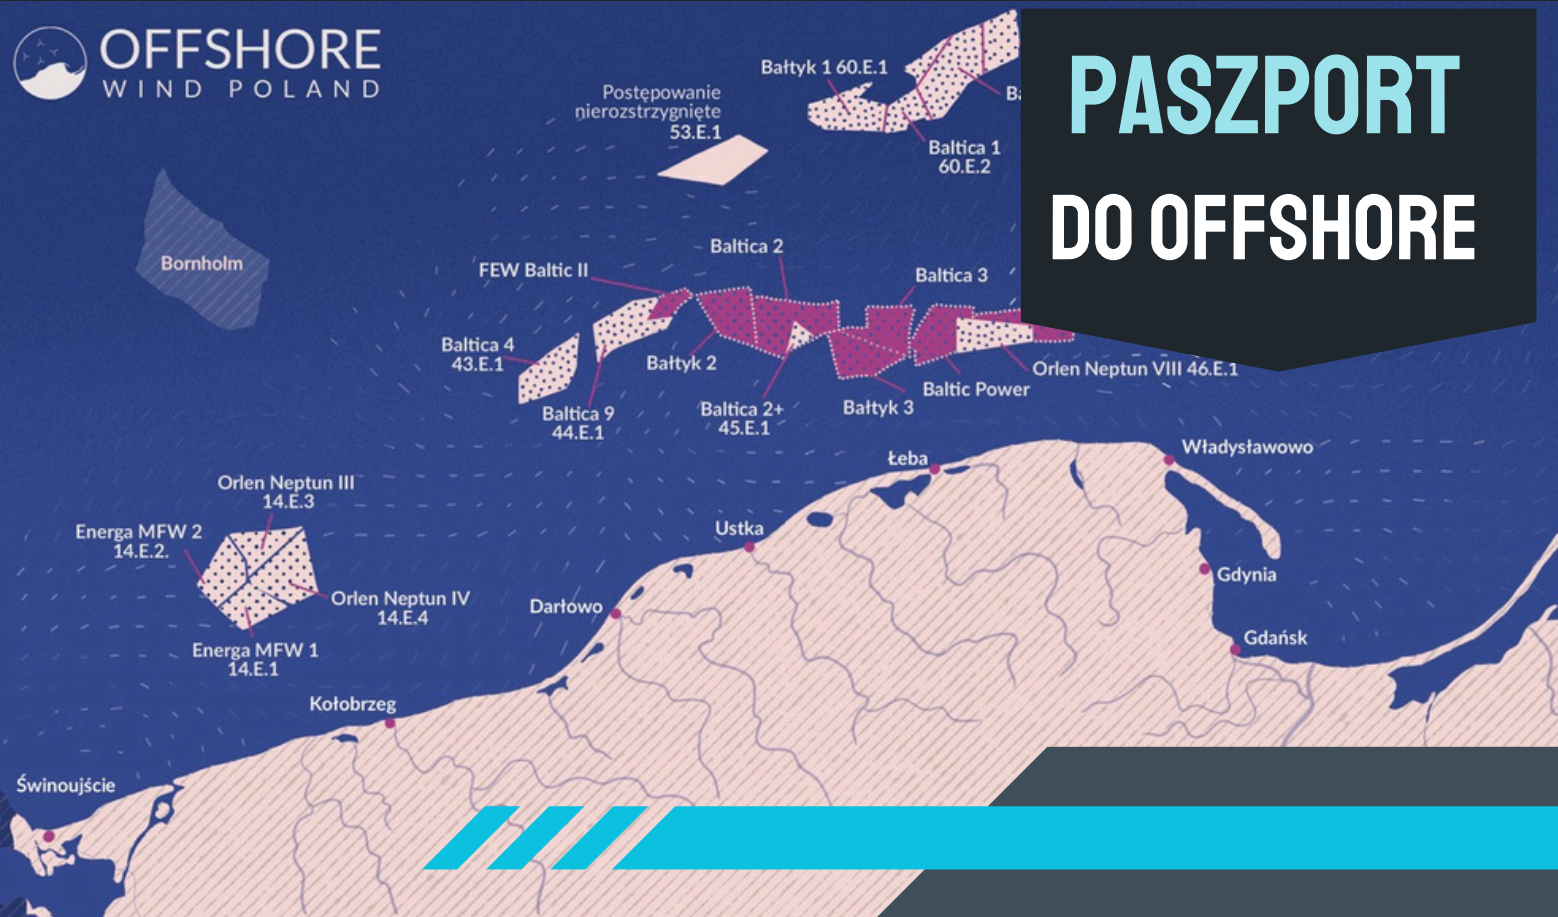 OFFSHORE
WIND POLAND
PASZPORT
DO OFFSHORE
Bałtyk 1 60.E.1
Postępowanie
nierozstrzygnięte
53.E.1
Baltica 1
60.E.2
Bornholm
Baltica 2
FEW Baltic II
Baltica 3
Baltica 4
43.E.1
Bałtyk 2
Orlen Neptun VIII 46.E.1
Baltic Power
Baltica 9
44.E.1
Baltica 2+
45.E.1
Bałtyk 3
Łeba
Władysławowo
Orlen Neptun III
14.E.3
Energa MFW 2
14.E.2.
Ustka
Gdynia
Orlen Neptun IV
14.E.4
Darłowo
Gdańsk
Energa MFW 1
14.E.1
Kołobrzeg
Świnoujście